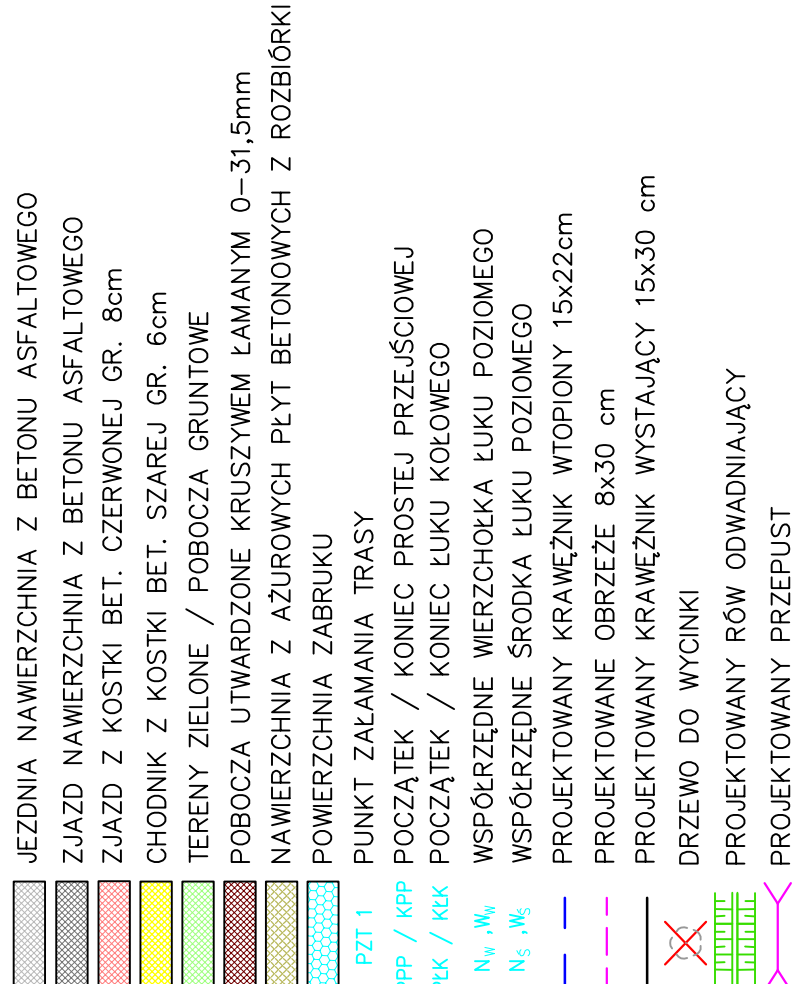 JEZDNIA NAWIERZCHNIA Z BETONU ASFALTOWEGO
ZJAZD NAWIERZCHNIA Z BETONU ASFALTOWEGO
ZJAZD Z KOSTKI BET. CZERWONEJ GR. 8cm
CHODNIK Z KOSTKI BET. SZAREJ GR. 6cm
TERENY ZIELONE / POBOCZA GRUNTOWE
POBOCZA UTWARDZONE KRUSZYWEM ŁAMANYM 0-31,5mm
NAWIERZCHNIA Z AŻUROWYCH PŁYT BETONOWYCH Z ROZBIÓRKI
POWIERZCHNIA ZABRUKU
PZT 1 PUNKT ZAŁAMANIA TRASY
PPP / KPP POCZĄTEK / KONIEC PROSTEJ PRZEJŚCIOWEJ
PŁK / KŁK POCZĄTEK / KONIEC ŁUKU KOŁOWEGO
Nw ,Ww WSPÓŁRZĘDNE WIERZCHOŁKA ŁUKU POZIOMEGO
Nś ,Wś WSPÓŁRZĘDNE ŚRODKA ŁUKU POZIOMEGO
PROJEKTOWANY KRAWĘŻNIK WTOPIONY 15x22cm
PROJEKTOWANE OBRZEŻE 8x30 cm
PROJEKTOWANY KRAWĘŻNIK WYSTAJĄCY 15x30 cm
DRZEWO DO WYCINKI
PROJEKTOWANY RÓW ODWADNIAJĄCY
PROJEKTOWANY PRZEPUST